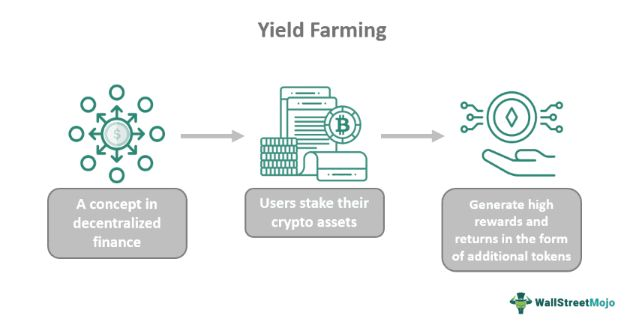 Yield Farming
$
B
A concept in
decentralized
finance
Users stake their
crypto assets
Generate high
rewards and
returns in the form
of additional tokens
WallStreetMojo